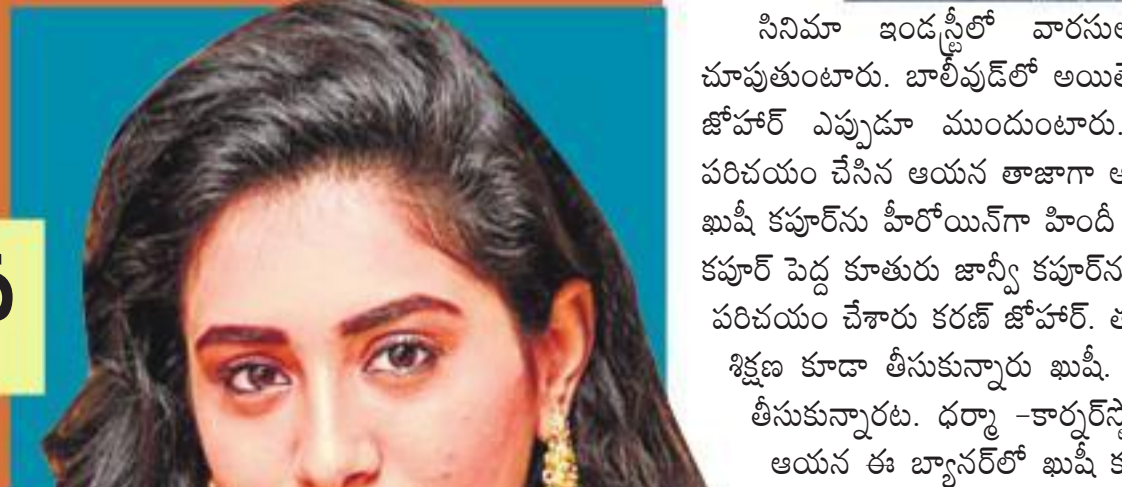 సినిమా ఇండస్ట్రీలో వారసుల
చూపుతుంటారు. బాలీవుడ్‌లో అయితే
జోహార్ ఎప్పుడూ ముందుంటారు.
పరిచయం చేసిన ఆయన తాజాగా
ఖుషీ కపూర్‌ను హీరోయిన్‌గా హిందీ
కపూర్ పెద్ద కూతురు జాన్వీ కపూర్‌ను
పరిచయం చేశారు కరణ్ జోహార్.
శిక్షణ కూడా తీసుకున్నారు ఖుషీ.
తీసుకున్నారట. ధర్మా –కార్నర్‌స్టో
ఆయన ఈ బ్యానర్‌లో ఖుషీ